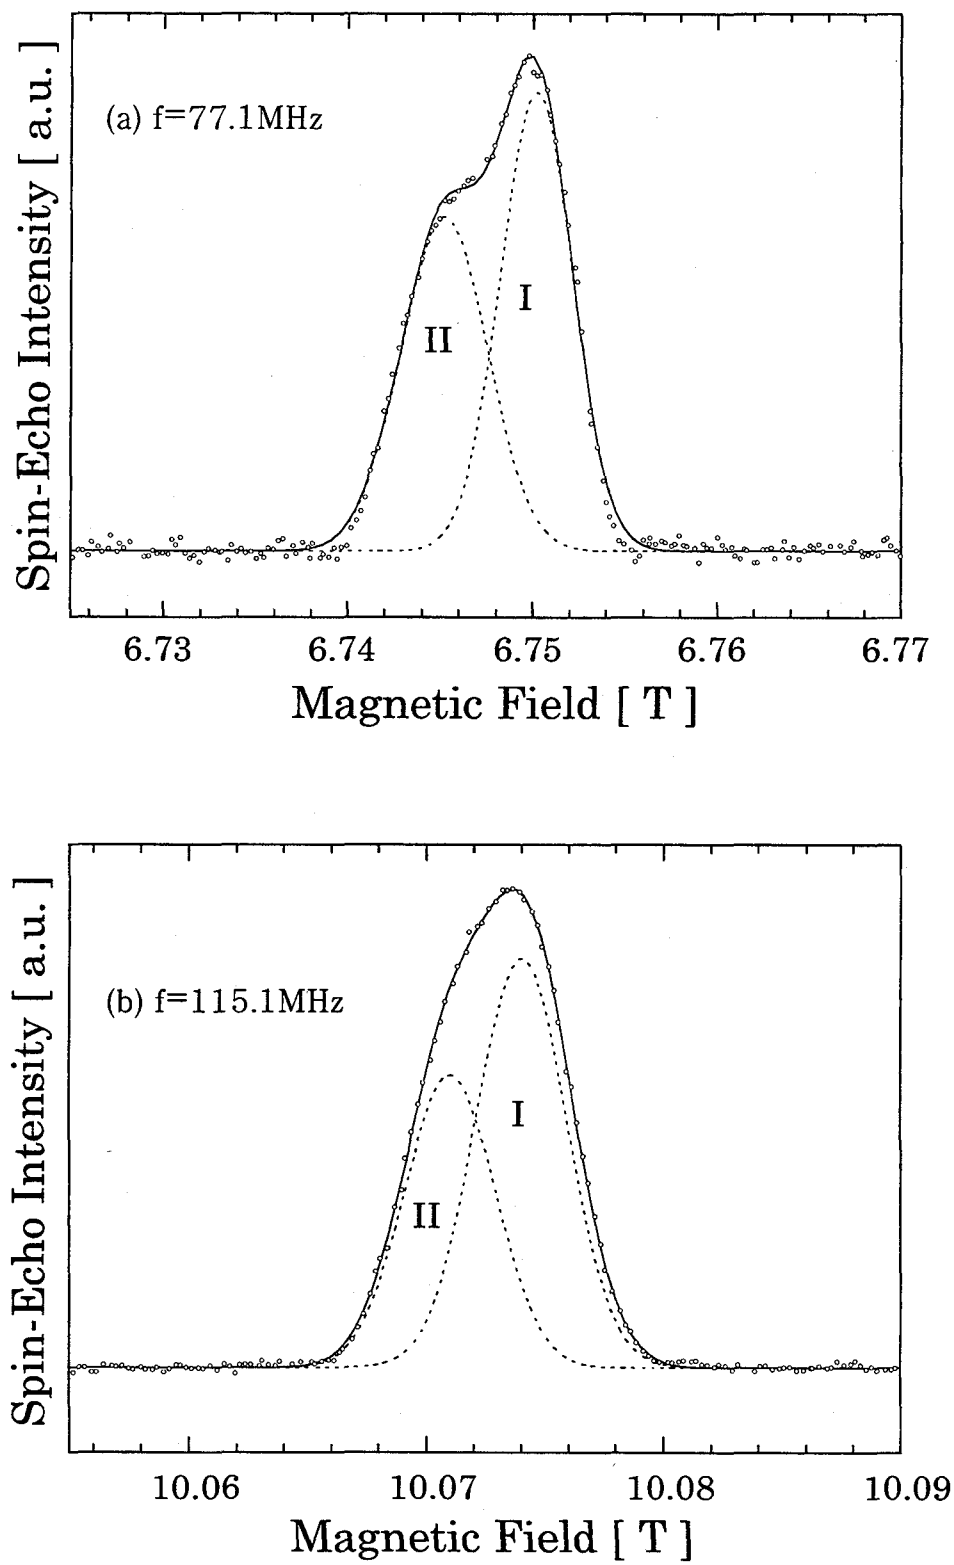 Spin-Echo Intensity [ a.u. ]
(a) f=77.1MHz
I
II
6.73 6.74 6.75 6.76 6.77
Magnetic Field [ T ]
Spin-Echo Intensity [ a.u. ]
(b) f=115.1MHz
I
II
10.06 10.07 10.08 10.09
Magnetic Field [ T ]